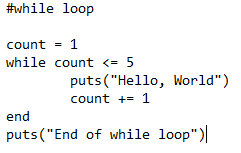 #while loop

count = 1
while count <= 5
        puts("Hello, World")
        count += 1
end
puts("End of while loop")